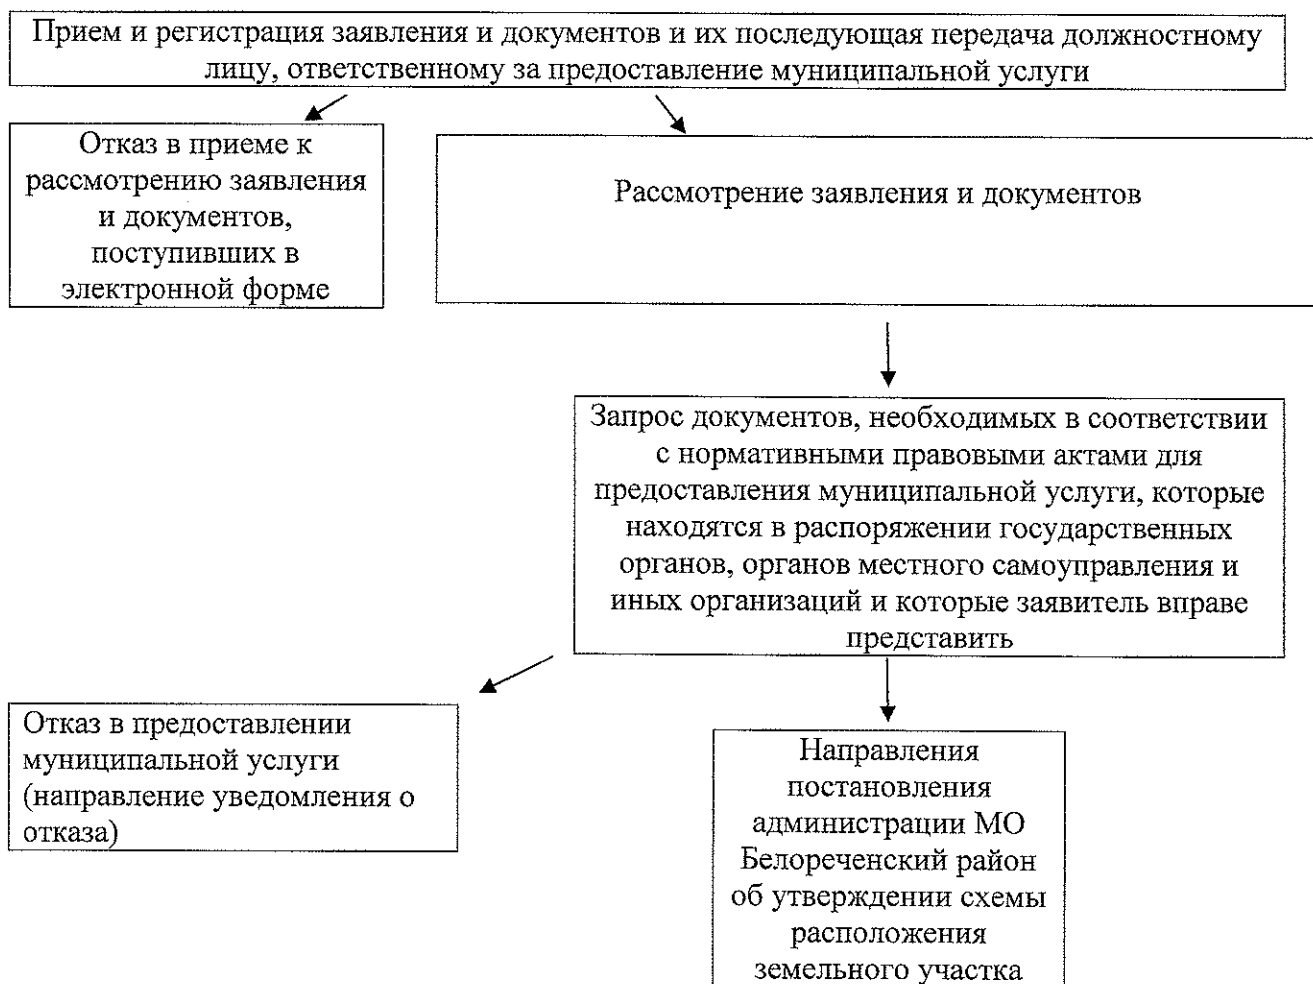 Прием и регистрация заявления и документов и их последующая передача должностному
лицу, ответственному за предоставление муниципальной услуги
Отказ в приеме к
рассмотрению заявления
и документов,
поступивших в
электронной форме
Рассмотрение заявления и документов
Запрос документов, необходимых в соответствии
с нормативными правовыми актами для
предоставления муниципальной услуги, которые
находятся в распоряжении государственных
органов, органов местного самоуправления и
иных организаций и которые заявитель вправе
представить
Отказ в предоставлении
муниципальной услуги
(направление уведомления о
отказа)
Направления
постановления
администрации МО
Белореченский район
об утверждении схемы
расположения
земельного участка